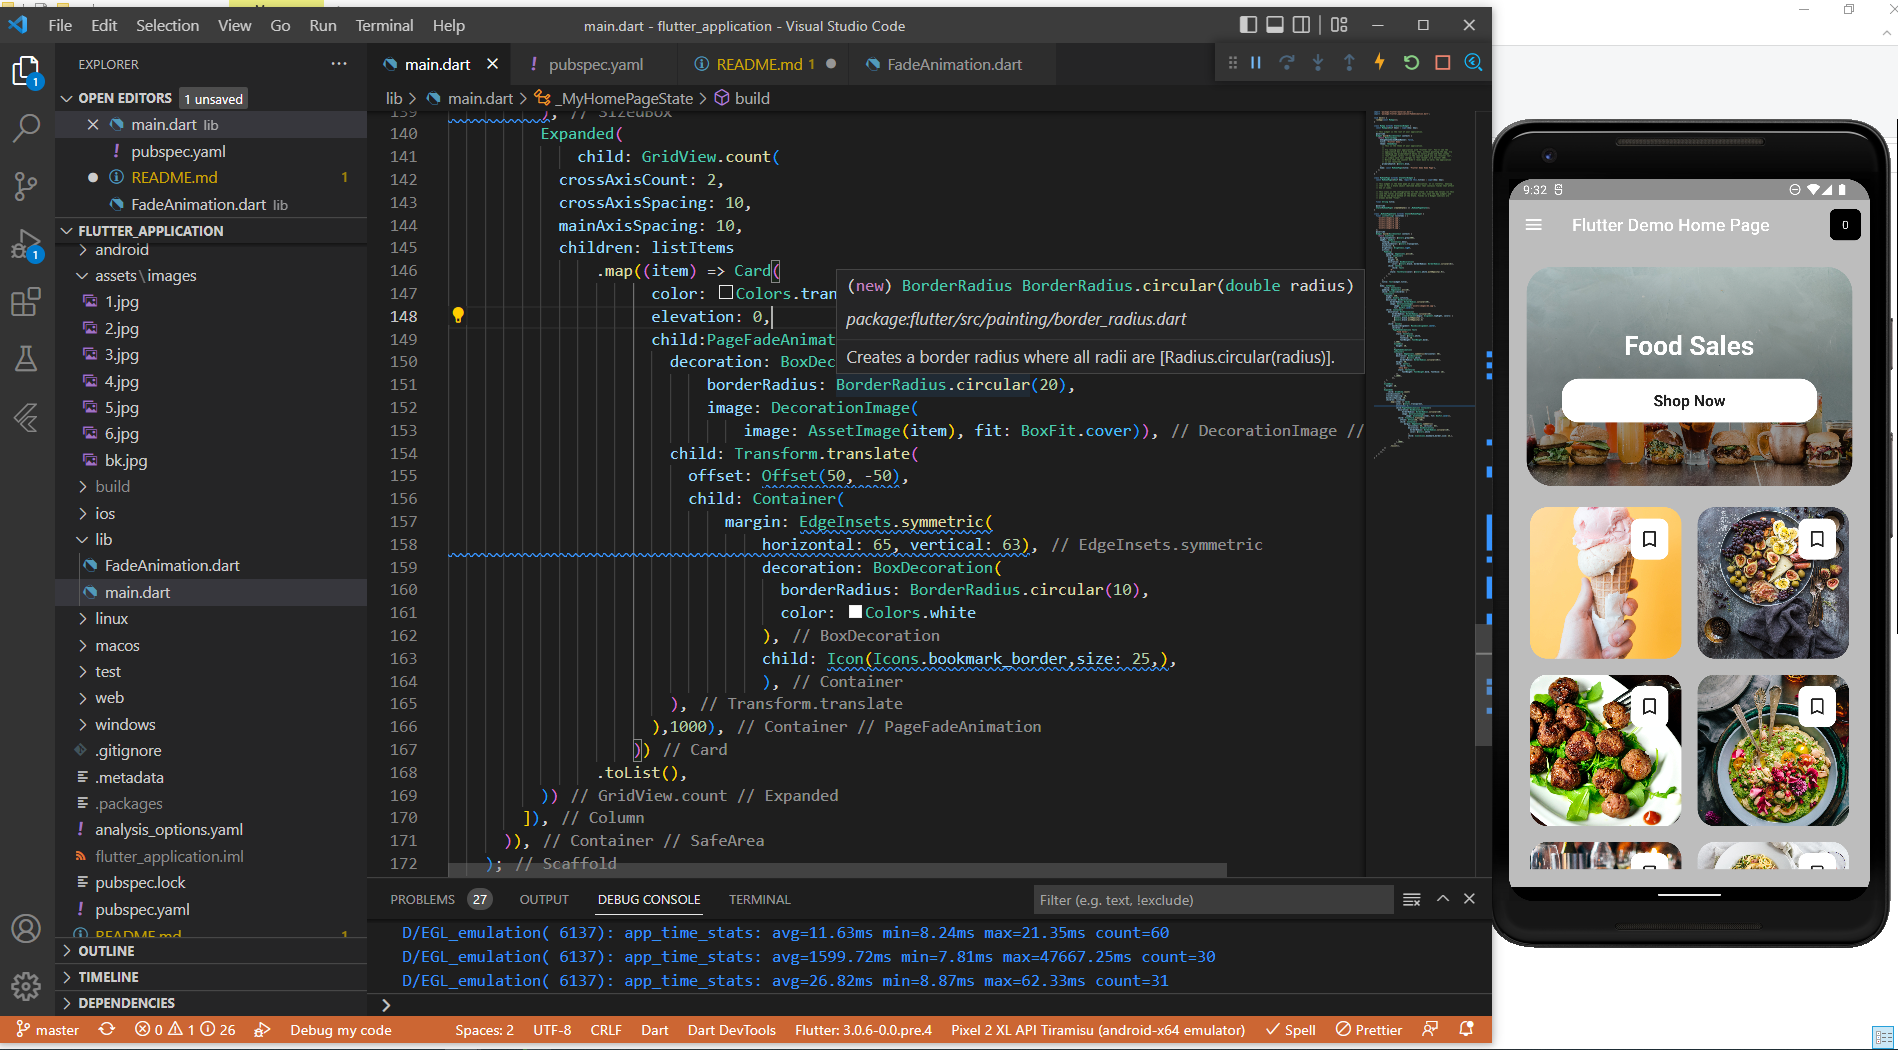 File Edit Selection View Go Run Terminal Help
main.dart - flutter_application - Visual Studio Code
EXPLORER
OPEN EDITORS 1 unsaved
main.dart lib
! pubspec.yaml
README.md 1
FadeAnimation.dart lib
FLUTTER_APPLICATION
android
assets\images
1.jpg
2.jpg
3.jpg
4.jpg
5.jpg
6.jpg
bk.jpg
build
ios
lib
FadeAnimation.dart
main.dart
linux
macos
test
web
windows
.gitignore
.metadata
.packages
! analysis_options.yaml
flutter_application.iml
pubspec.lock
! pubspec.yaml
README.md 1
OUTLINE
TIMELINE
DEPENDENCIES
1
1
main.dart
! pubspec.yaml
README.md 1
FadeAnimation.dart
lib > main.dart > _MyHomePageState > build
139 ), // SizedBox
140 Expanded(
141 child: GridView.count(
142 crossAxisCount: 2,
143 crossAxisSpacing: 10,
144 mainAxisSpacing: 10,
145 children: listItems
146 .map((item) => Card(
147 color: Colors.tran
148 elevation: 0,
149 child:PageFadeAnimat
150 decoration: BoxDec
151 borderRadius: BorderRadius.circular(20),
152 image: DecorationImage(
153 image: AssetImage(item), fit: BoxFit.cover)), // DecorationImage //
154 child: Transform.translate(
155 offset: Offset(50, -50),
156 child: Container(
157 margin: EdgeInsets.symmetric(
158 horizontal: 65, vertical: 63), // EdgeInsets.symmetric
159 decoration: BoxDecoration(
160 borderRadius: BorderRadius.circular(10),
161 color: Colors.white
162 ), // BoxDecoration
163 child: Icon(Icons.bookmark_border,size: 25,),
164 ), // Container
165 ), // Transform.translate
166 ),1000), // Container // PageFadeAnimation
167 )) // Card
168 .toList(),
169 )) // GridView.count // Expanded
170 ]), // Column
171 )), // Container // SafeArea
172 ); // Scaffold
(new) BorderRadius BorderRadius.circular(double radius)
package:flutter/src/painting/border_radius.dart
Creates a border radius where all radii are [Radius.circular(radius)].
PROBLEMS 27 OUTPUT DEBUG CONSOLE TERMINAL
Filter (e.g. text, !exclude)
D/EGL_emulation( 6137): app_time_stats: avg=11.63ms min=8.24ms max=21.35ms count=60
D/EGL_emulation( 6137): app_time_stats: avg=1599.72ms min=7.81ms max=47667.25ms count=30
D/EGL_emulation( 6137): app_time_stats: avg=26.82ms min=8.87ms max=62.33ms count=31
>
master 0 1 26 Debug my code Spaces: 2 UTF-8 CRLF Dart Dart DevTools Flutter: 3.0.6-0.0.pre.4 Pixel 2 XL API Tiramisu (android-x64 emulator) Spell Prettier
9:32
Flutter Demo Home Page 0
Food Sales
Shop Now